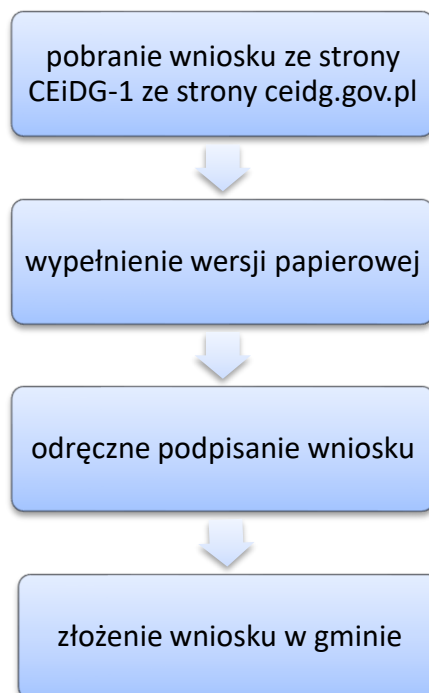 pobranie wniosku ze strony
CEiDG-1 ze strony ceidg.gov.pl
wypełnienie wersji papierowej
odręczne podpisanie wniosku
złożenie wniosku w gminie